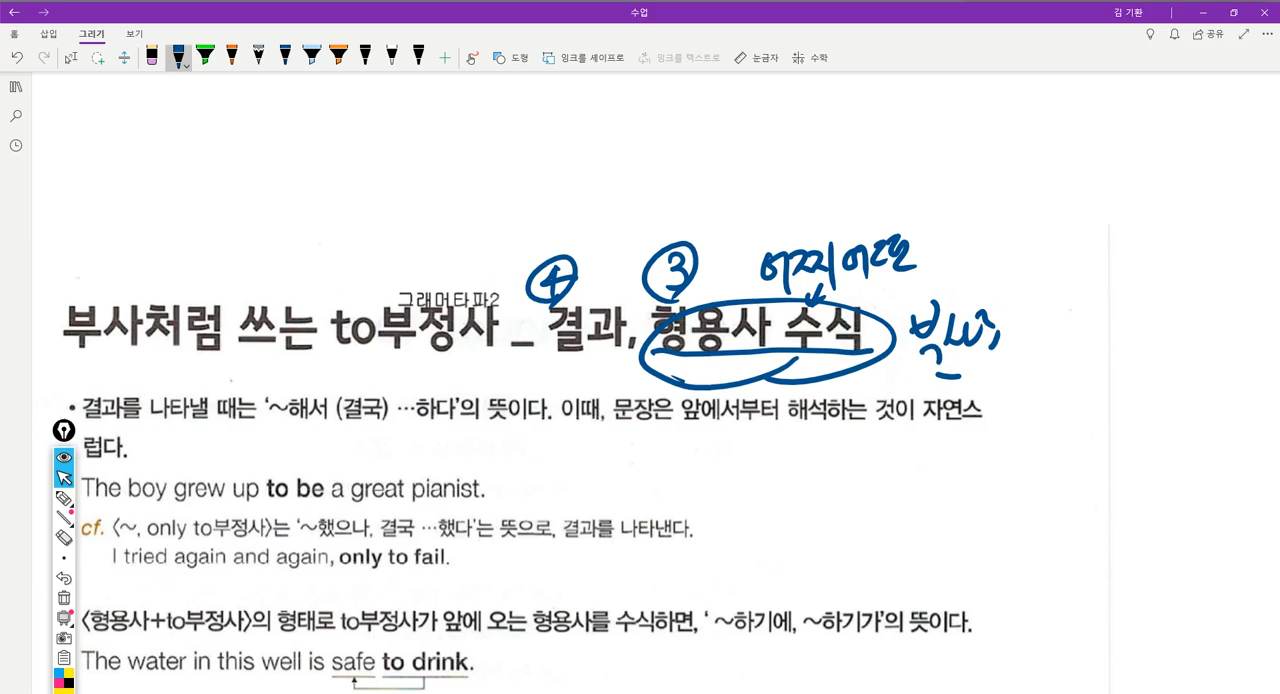 수업
김 기환
홈 삽입 그리기 보기
공유
도형 잉크를 셰이프로 잉크를 텍스트로 눈금자 수학
④ ③
그래머타파2
부사처럼 쓰는 to부정사 _ 결과, 형용사 수식
• 결과를 나타낼 때는 '~해서 (결국) …하다'의 뜻이다. 이때, 문장은 앞에서부터 해석하는 것이 자연스
럽다.
The boy grew up to be a great pianist.
cf. 〈~, only to부정사〉는 '~했으나, 결국 …했다'는 뜻으로, 결과를 나타낸다.
I tried again and again, only to fail.
〈형용사+to부정사〉의 형태로 to부정사가 앞에 오는 형용사를 수식하면, ' ~하기에, ~하기가'의 뜻이다.
The water in this well is safe to drink.